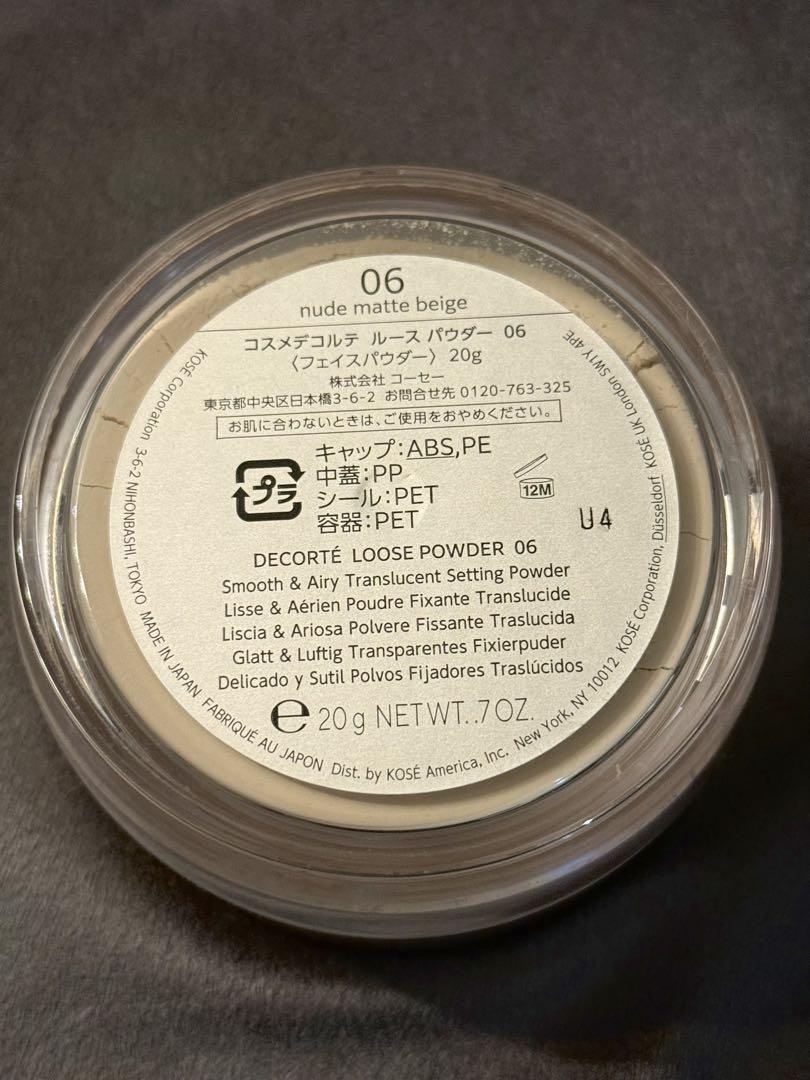 06
nude matte beige
コスメデコルテ ルース パウダー 06
〈フェイスパウダー〉 20g
株式会社 コーセー
東京都中央区日本橋3-6-2 お問合せ先 0120-763-325
お肌に合わないときは、ご使用をおやめください。
プラ
キャップ:ABS,PE
中蓋:PP
シール:PET
容器:PET
12M
U4
DECORTÉ LOOSE POWDER 06
Smooth & Airy Translucent Setting Powder
Lisse & Aérien Poudre Fixante Translucide
Liscia & Ariosa Polvere Fissante Traslucida
Glatt & Luftig Transparentes Fixierpuder
Delicado y Sutil Polvos Fijadores Traslúcidos
e 20g NET WT. .7 OZ.
KOSÉ Corporation 3-6-2 NIHONBASHI, TOKYO MADE IN JAPAN FABRIQUÉ AU JAPON Dist. by KOSÉ America, Inc. New York, NY 10012 KOSÉ Corporation, Düsseldorf KOSÉ UK London SW1Y 4PE